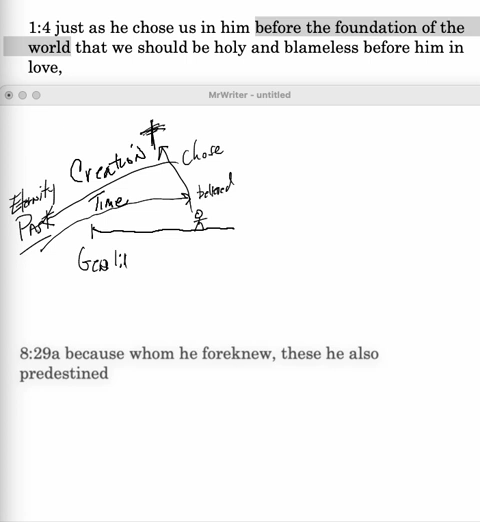 1:4 just as he chose us in him before the foundation of the
world that we should be holy and blameless before him in
love,
MrWriter - untitled
Creation
Chose
Eternity
Past
Time
believed
Gen 1:1
8:29a because whom he foreknew, these he also
predestined